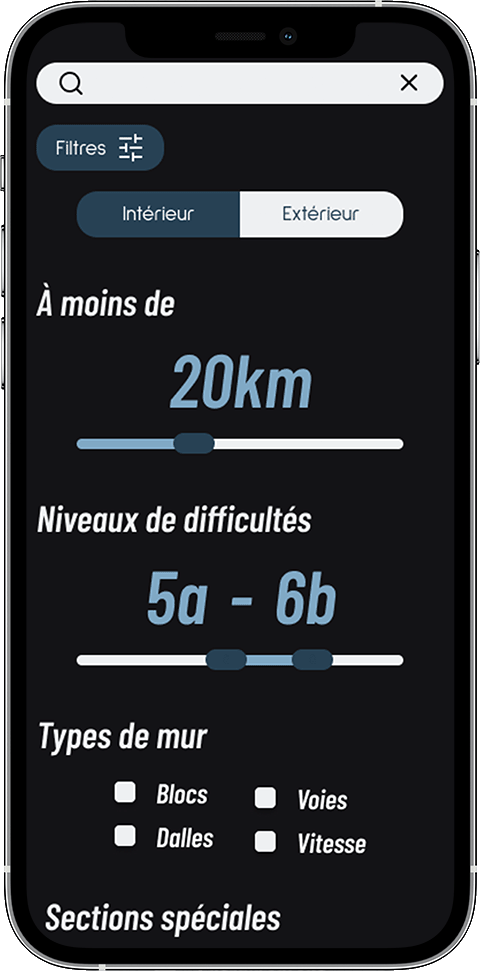 Filtres
Intérieur Extérieur
À moins de
20km
Niveaux de difficultés
5a - 6b
Types de mur
Blocs Voies
Dalles Vitesse
Sections spéciales